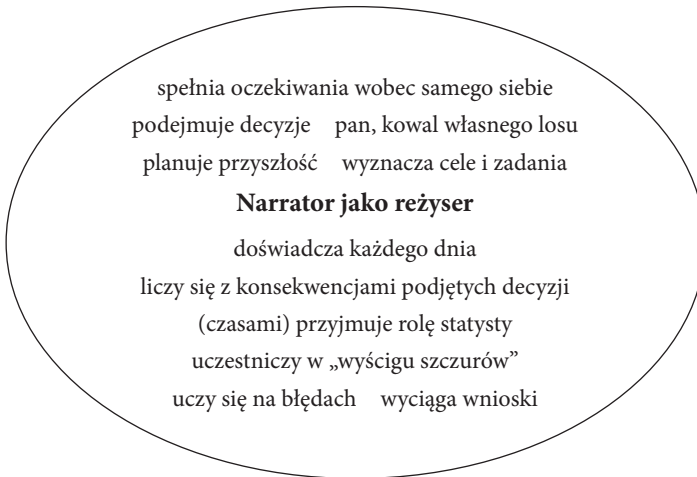 spełnia oczekiwania wobec samego siebie
podejmuje decyzje pan, kowal własnego losu
planuje przyszłość wyznacza cele i zadania
Narrator jako reżyser
doświadcza każdego dnia
liczy się z konsekwencjami podjętych decyzji
(czasami) przyjmuje rolę statysty
uczestniczy w „wyścigu szczurów”
uczy się na błędach wyciąga wnioski